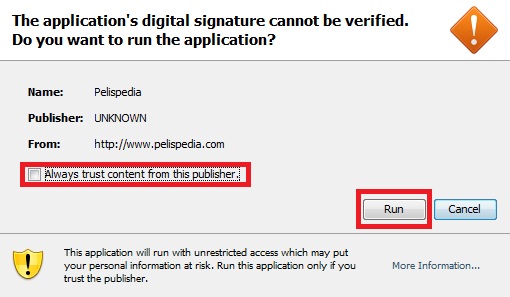 The application's digital signature cannot be verified.
Do you want to run the application?
Name: Pelispedia
Publisher: UNKNOWN
From: http://www.pelispedia.com
Always trust content from this publisher.
Run Cancel
This application will run with unrestricted access which may put
your personal information at risk. Run this application only if you
trust the publisher.
More Information...